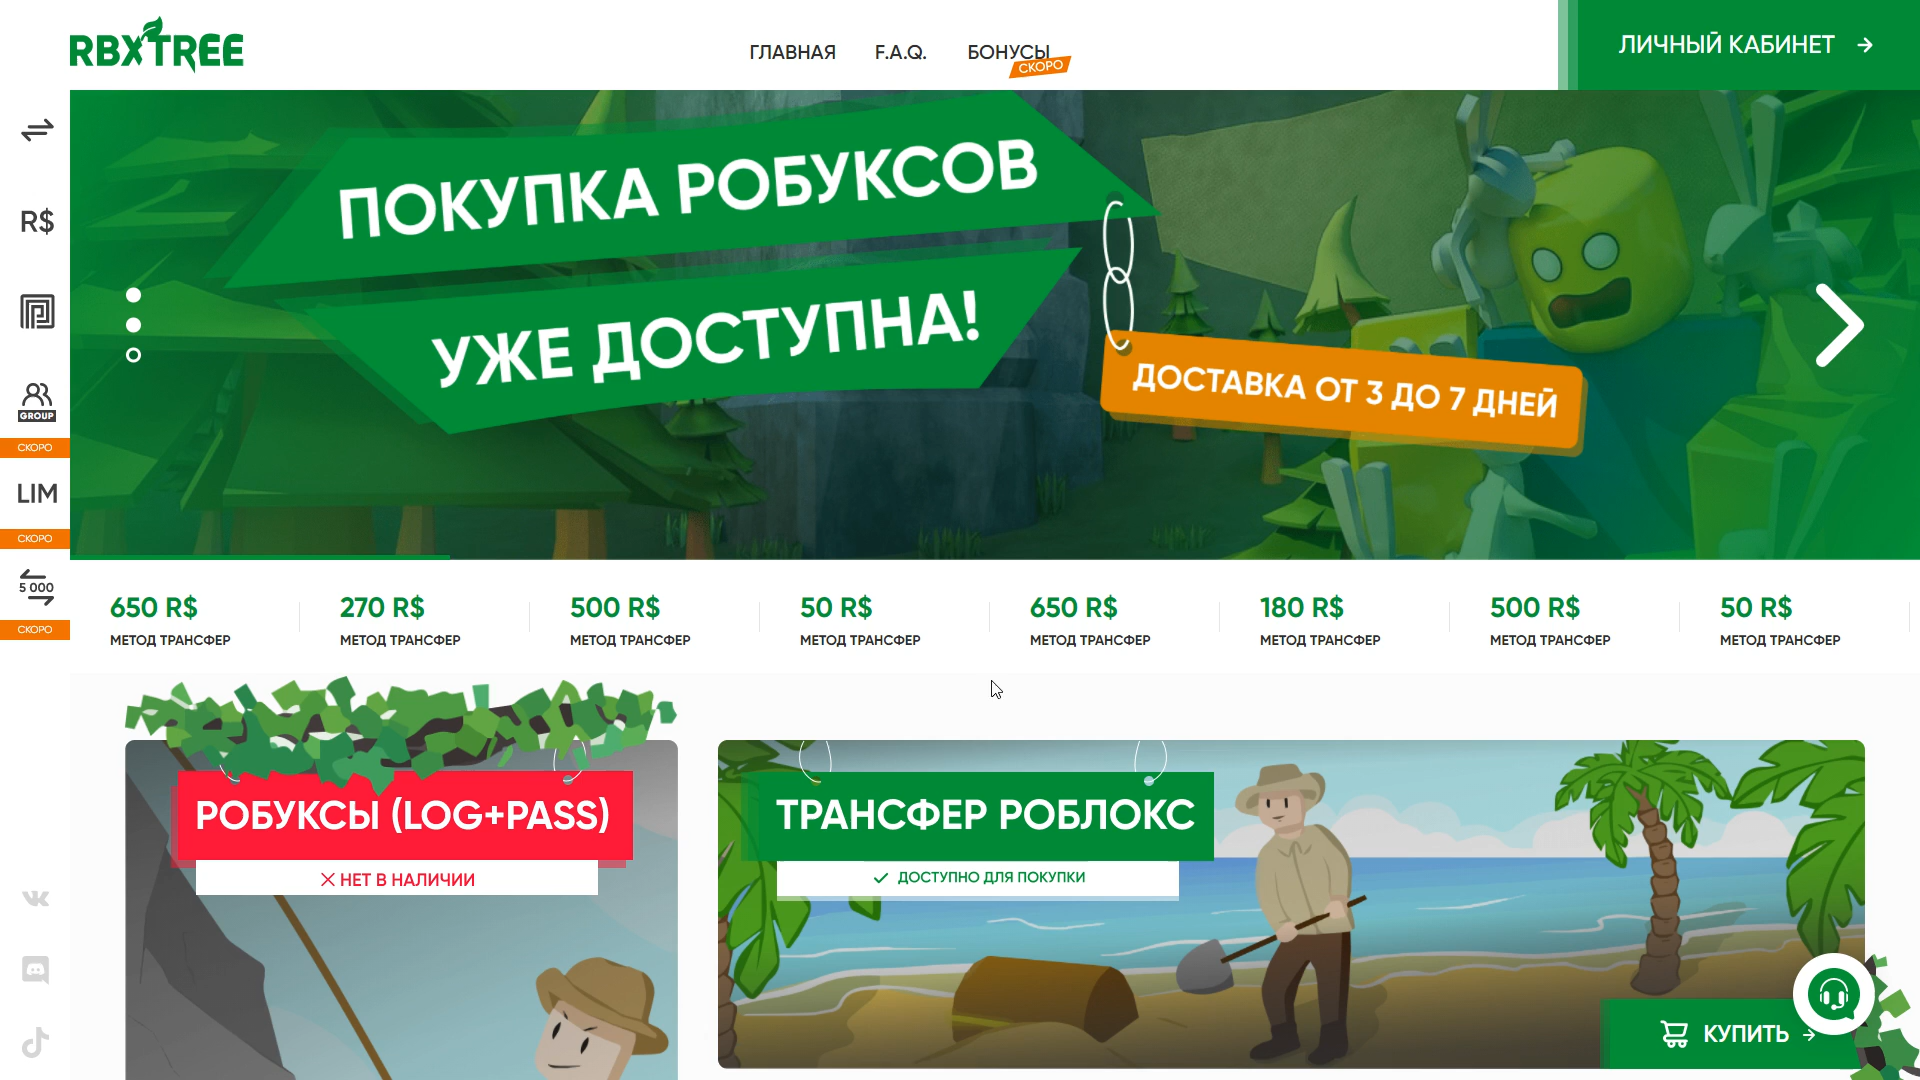 RBXTREE
ГЛАВНАЯ
F.A.Q.
БОНУСЫ
СКОРО
ЛИЧНЫЙ КАБИНЕТ
R$
GROUP
СКОРО
LIM
СКОРО
5 000
СКОРО
ПОКУПКА РОБУКСОВ
УЖЕ ДОСТУПНА!
ДОСТАВКА ОТ 3 ДО 7 ДНЕЙ
650 R$
МЕТОД ТРАНСФЕР
270 R$
МЕТОД ТРАНСФЕР
500 R$
МЕТОД ТРАНСФЕР
50 R$
МЕТОД ТРАНСФЕР
650 R$
МЕТОД ТРАНСФЕР
180 R$
МЕТОД ТРАНСФЕР
500 R$
МЕТОД ТРАНСФЕР
50 R$
МЕТОД ТРАНСФЕР
РОБУКСЫ (LOG+PASS)
НЕТ В НАЛИЧИИ
ТРАНСФЕР РОБЛОКС
ДОСТУПНО ДЛЯ ПОКУПКИ
КУПИТЬ